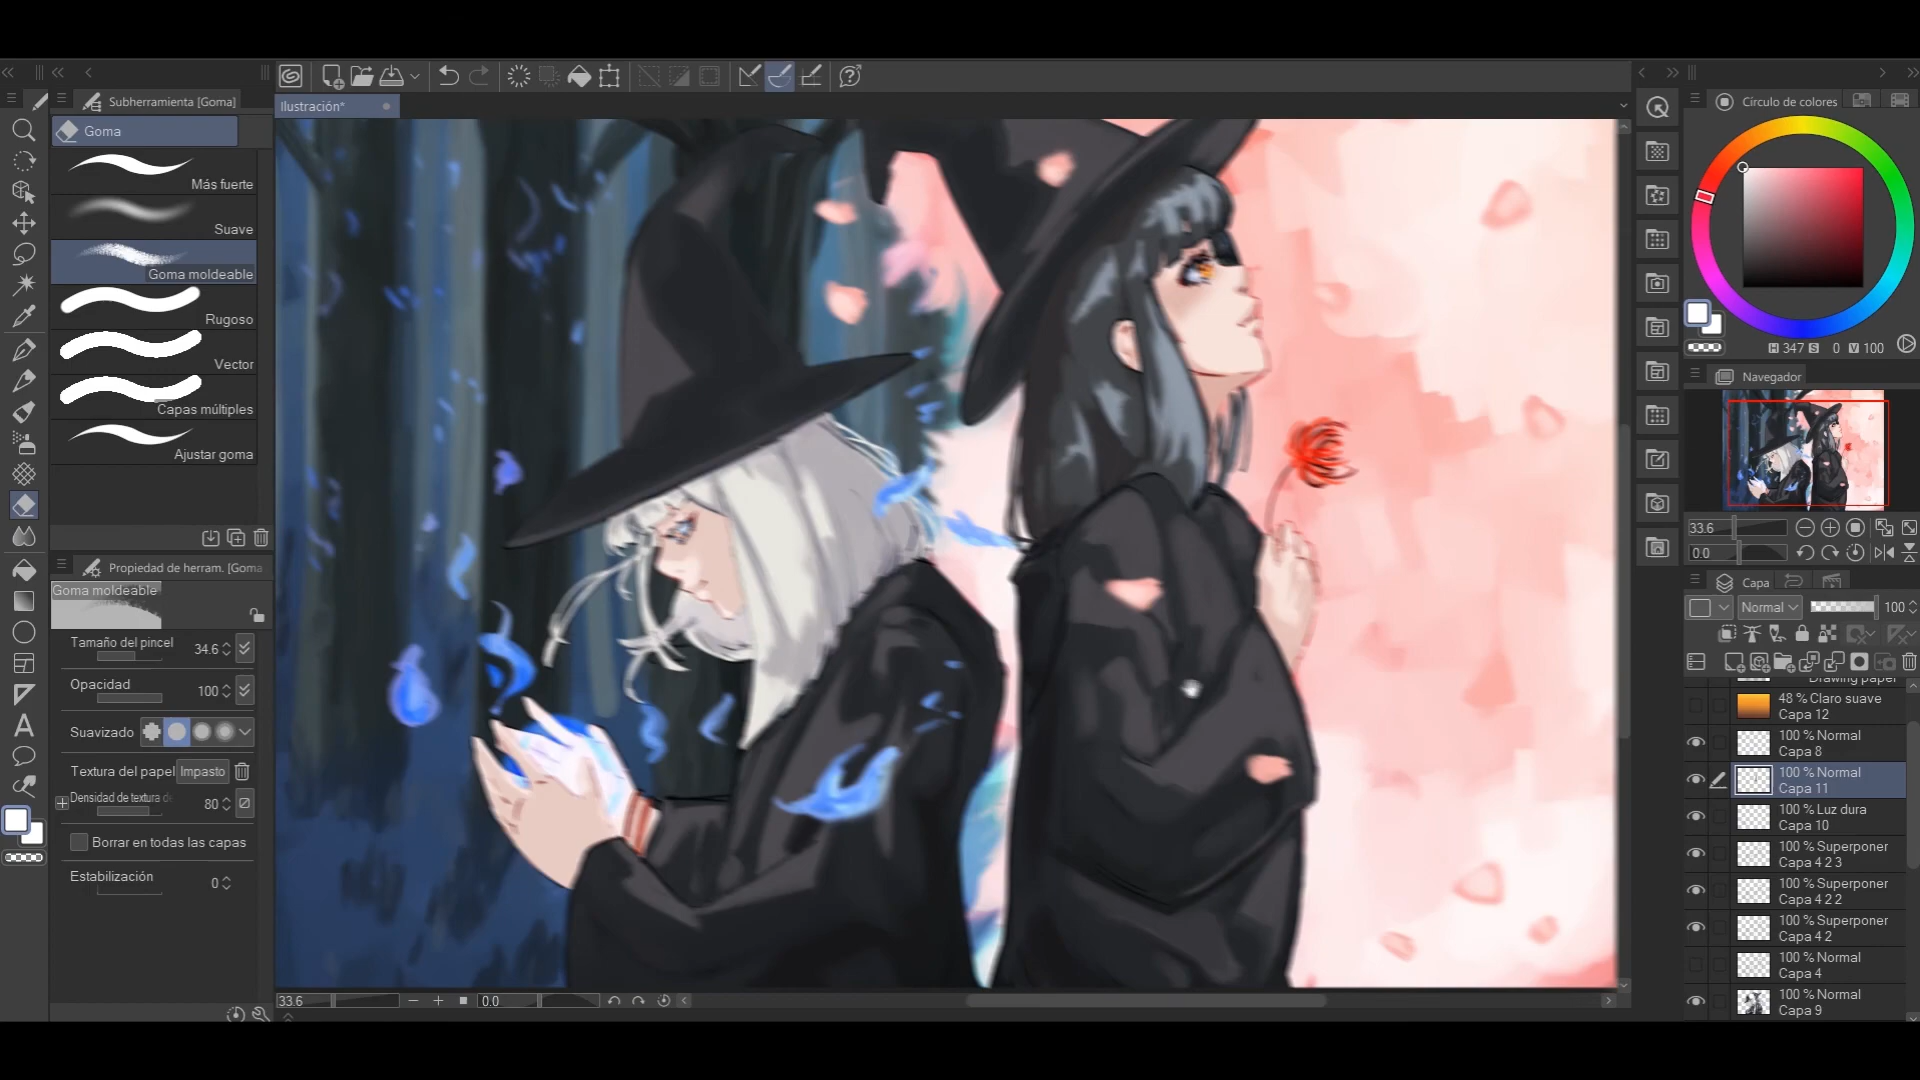 Subherramienta [Goma]
Goma
Más fuerte
Suave
Goma moldeable
Rugoso
Vector
Capas múltiples
Ajustar goma
Propiedad de herram. [Goma
Goma moldeable
Tamaño del pincel 34.6
Opacidad 100
Suavizado
Textura del papel Impasto
Densidad de textura de 80
Borrar en todas las capas
Estabilización 0
Ilustración*
33.6 0.0
Círculo de colores
H 347 S 0 V 100
Navegador
33.6
0.0
Capa
Normal 100
Drawing paper
48 % Claro suave
Capa 12
100 % Normal
Capa 8
100 % Normal
Capa 11
100 % Luz dura
Capa 10
100 % Superponer
Capa 4 2 3
100 % Superponer
Capa 4 2 2
100 % Superponer
Capa 4 2
100 % Normal
Capa 4
100 % Normal
Capa 9